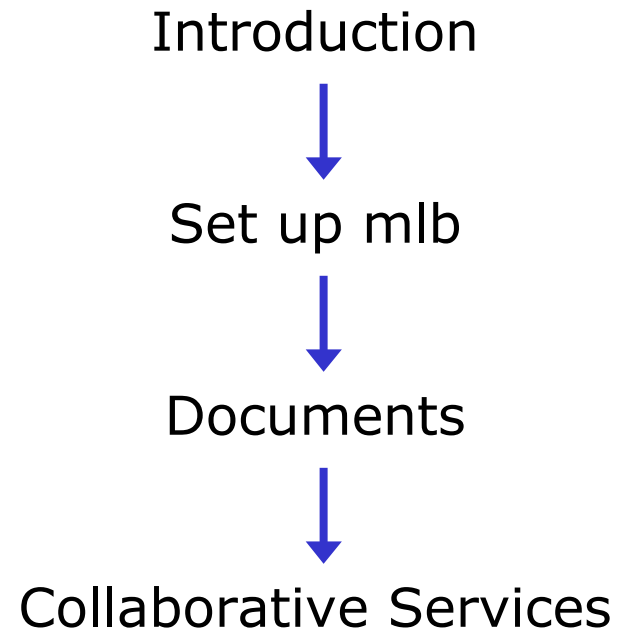 Introduction
Set up mlb
Documents
Collaborative Services